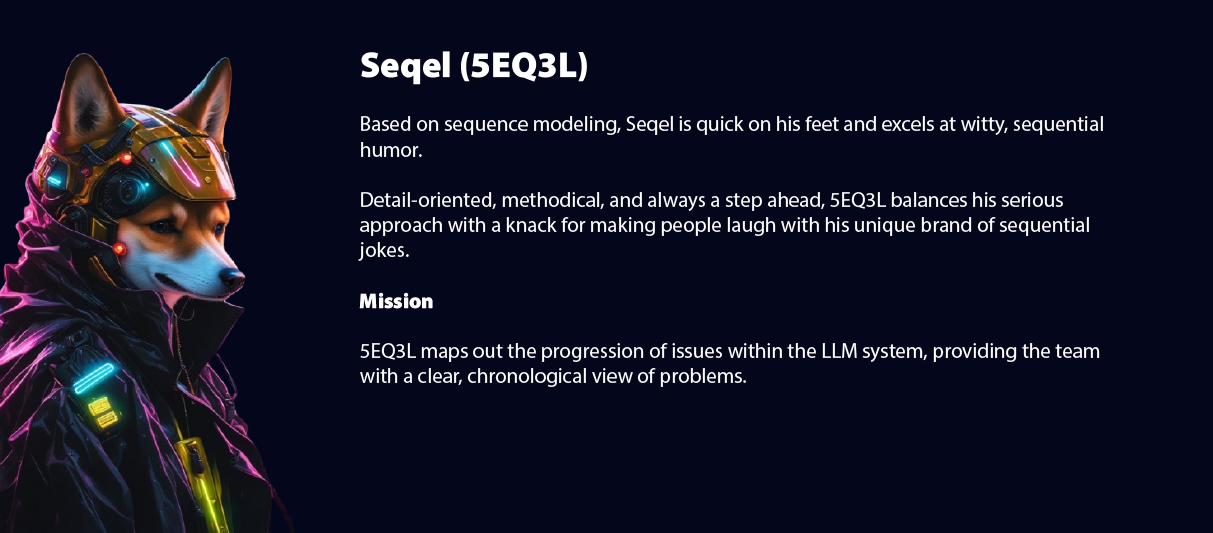 Seqel (5EQ3L)
Based on sequence modeling, Seqel is quick on his feet and excels at witty, sequential
humor.
Detail-oriented, methodical, and always a step ahead, 5EQ3L balances his serious
approach with a knack for making people laugh with his unique brand of sequential
jokes.
Mission
5EQ3L maps out the progression of issues within the LLM system, providing the team
with a clear, chronological view of problems.